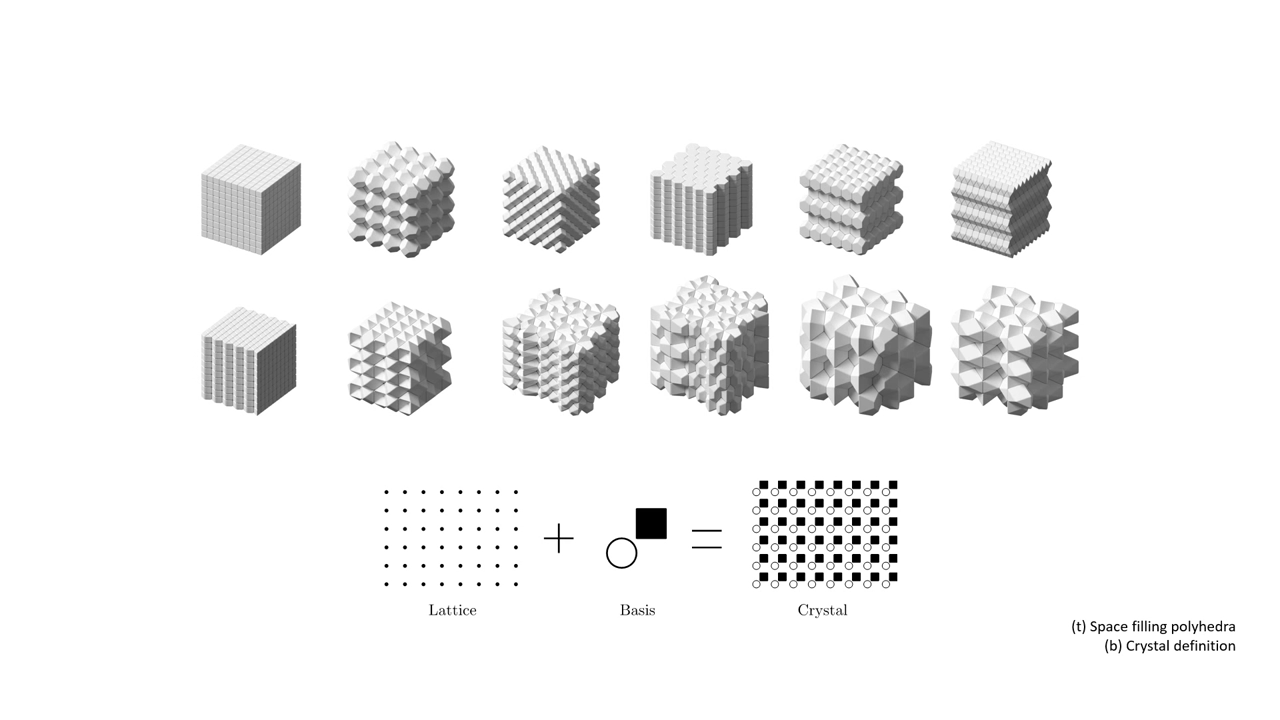 Lattice
Basis
Crystal
(t) Space filling polyhedra
(b) Crystal definition